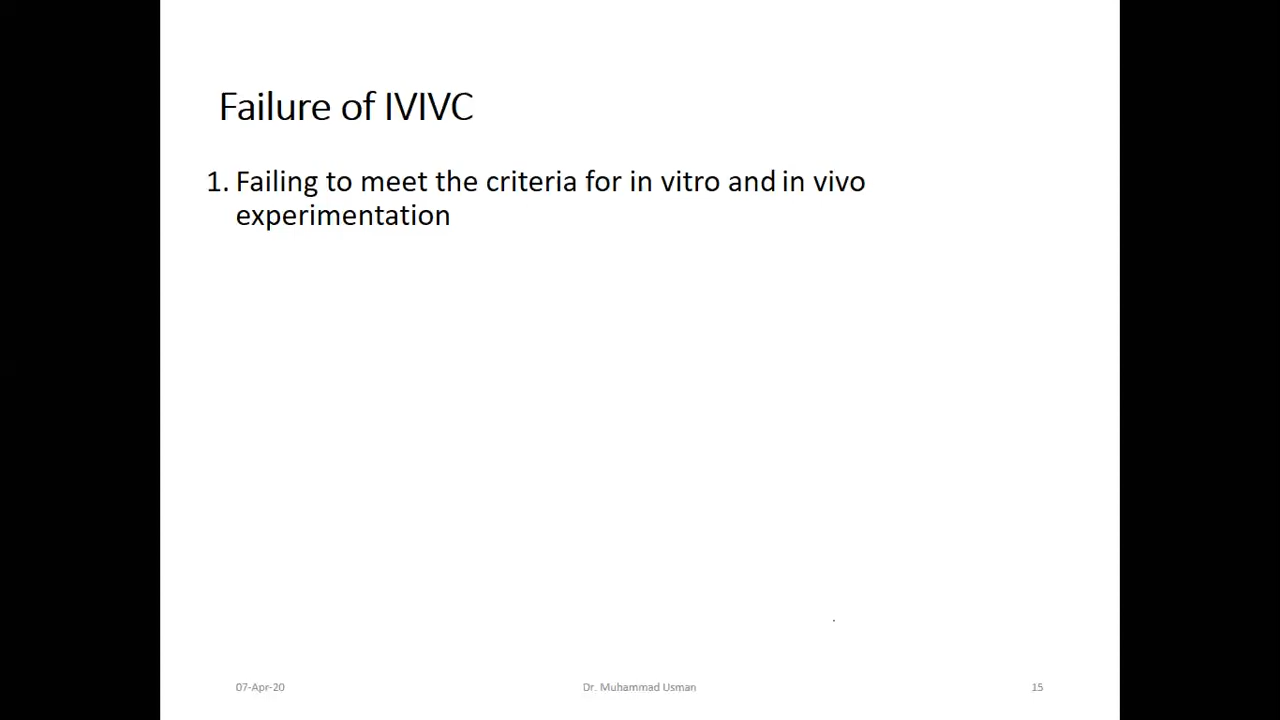 Failure of IVIVC
1. Failing to meet the criteria for in vitro and in vivo
experimentation
07-Apr-20
Dr. Muhammad Usman
15